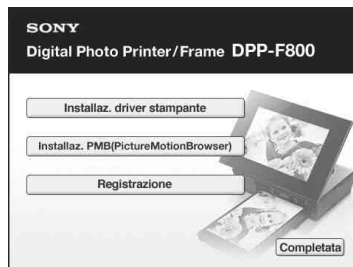 SONY
Digital Photo Printer/Frame DPP-F800
Installaz. driver stampante
Installaz. PMB(PictureMotionBrowser)
Registrazione
Completata